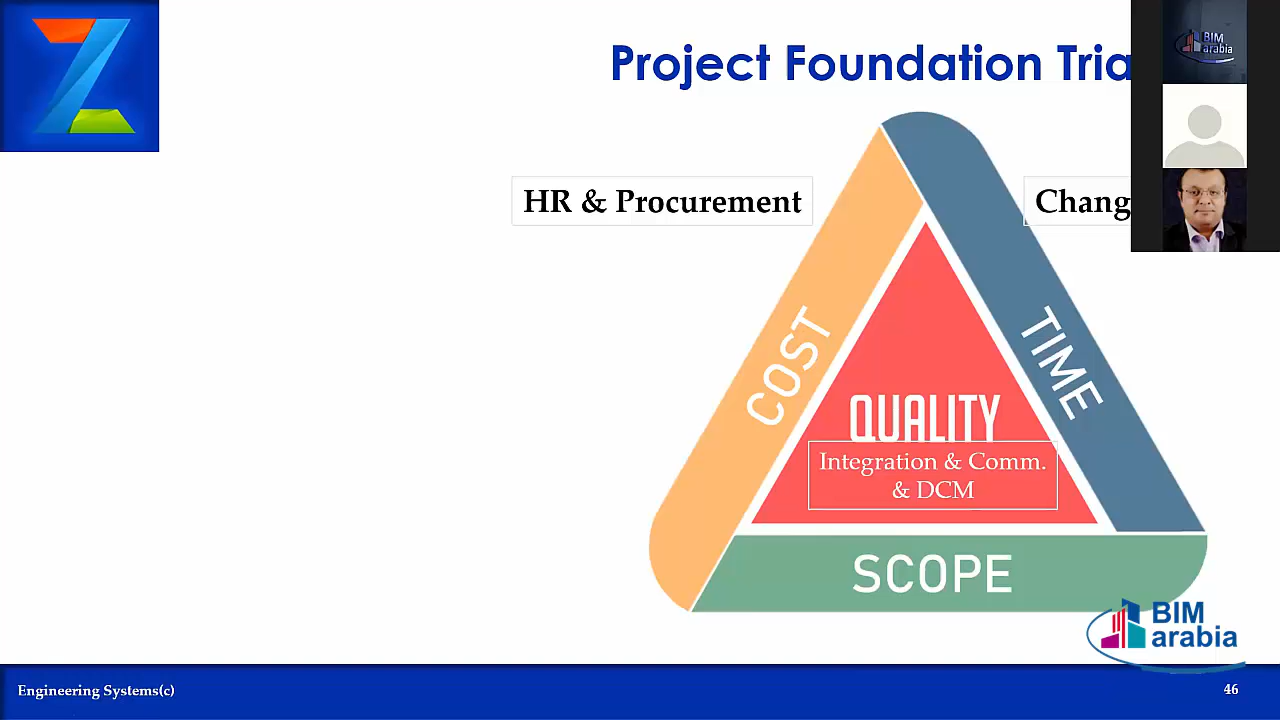 Project Foundation Tria
BIM
arabia
HR & Procurement
Chang
COST
TIME
QUALITY
Integration & Comm.
& DCM
SCOPE
BIM
arabia
Engineering Systems(c)
46